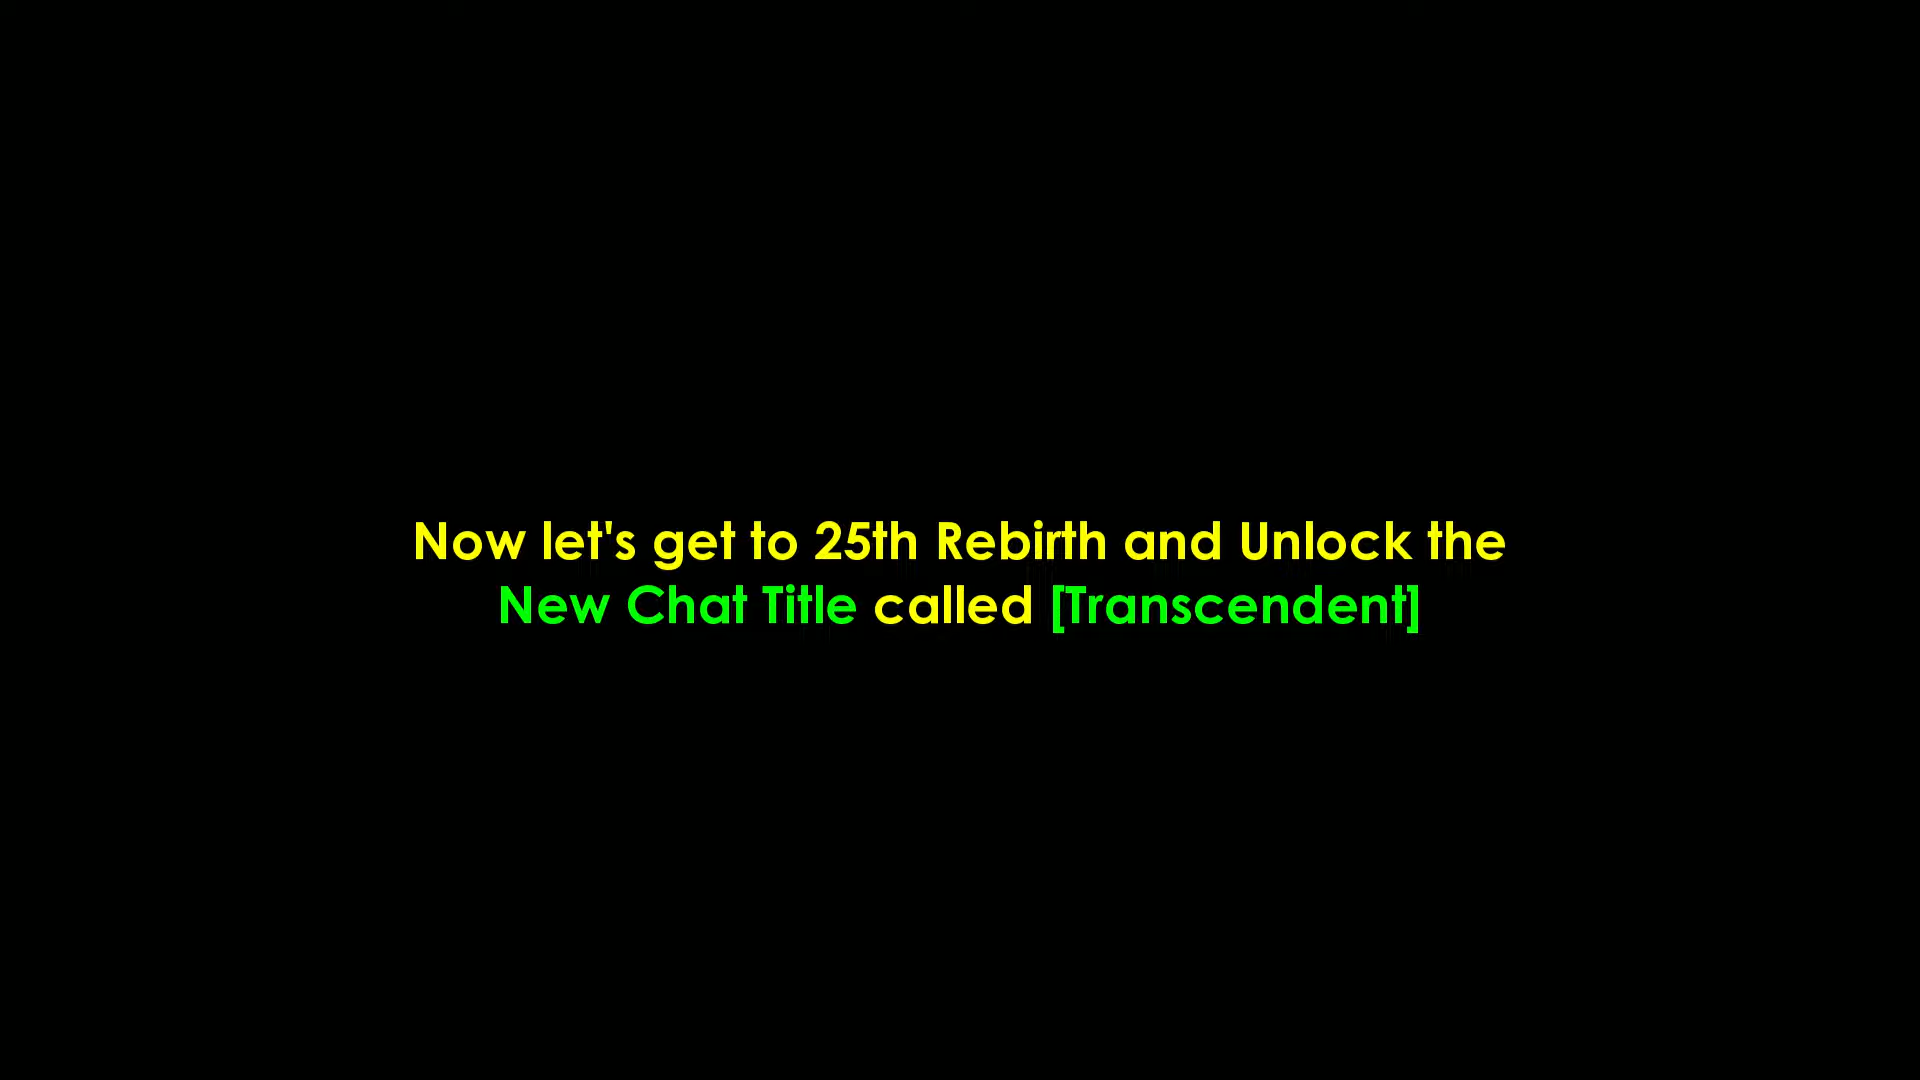 Now let's get to 25th Rebirth and Unlock the
New Chat Title called [Transcendent]